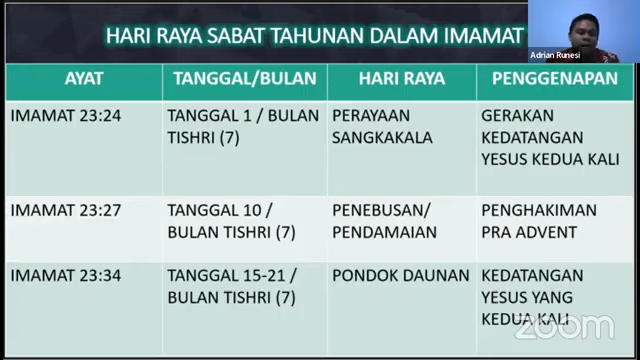 HARI RAYA SABAT TAHUNAN DALAM IMAMAT
Adrian Runesi
AYAT
TANGGAL/BULAN
HARI RAYA
PENGGENAPAN
IMAMAT 23:24
TANGGAL 1 / BULAN
TISHRI (7)
PERAYAAN
SANGKAKALA
GERAKAN
KEDATANGAN
YESUS KEDUA KALI
IMAMAT 23:27
TANGGAL 10 /
BULAN TISHRI (7)
PENEBUSAN/
PENDAMAIAN
PENGHAKIMAN
PRA ADVENT
IMAMAT 23:34
TANGGAL 15-21 /
BULAN TISHRI (7)
PONDOK DAUNAN
KEDATANGAN
YESUS YANG
KEDUA KALI
zoom